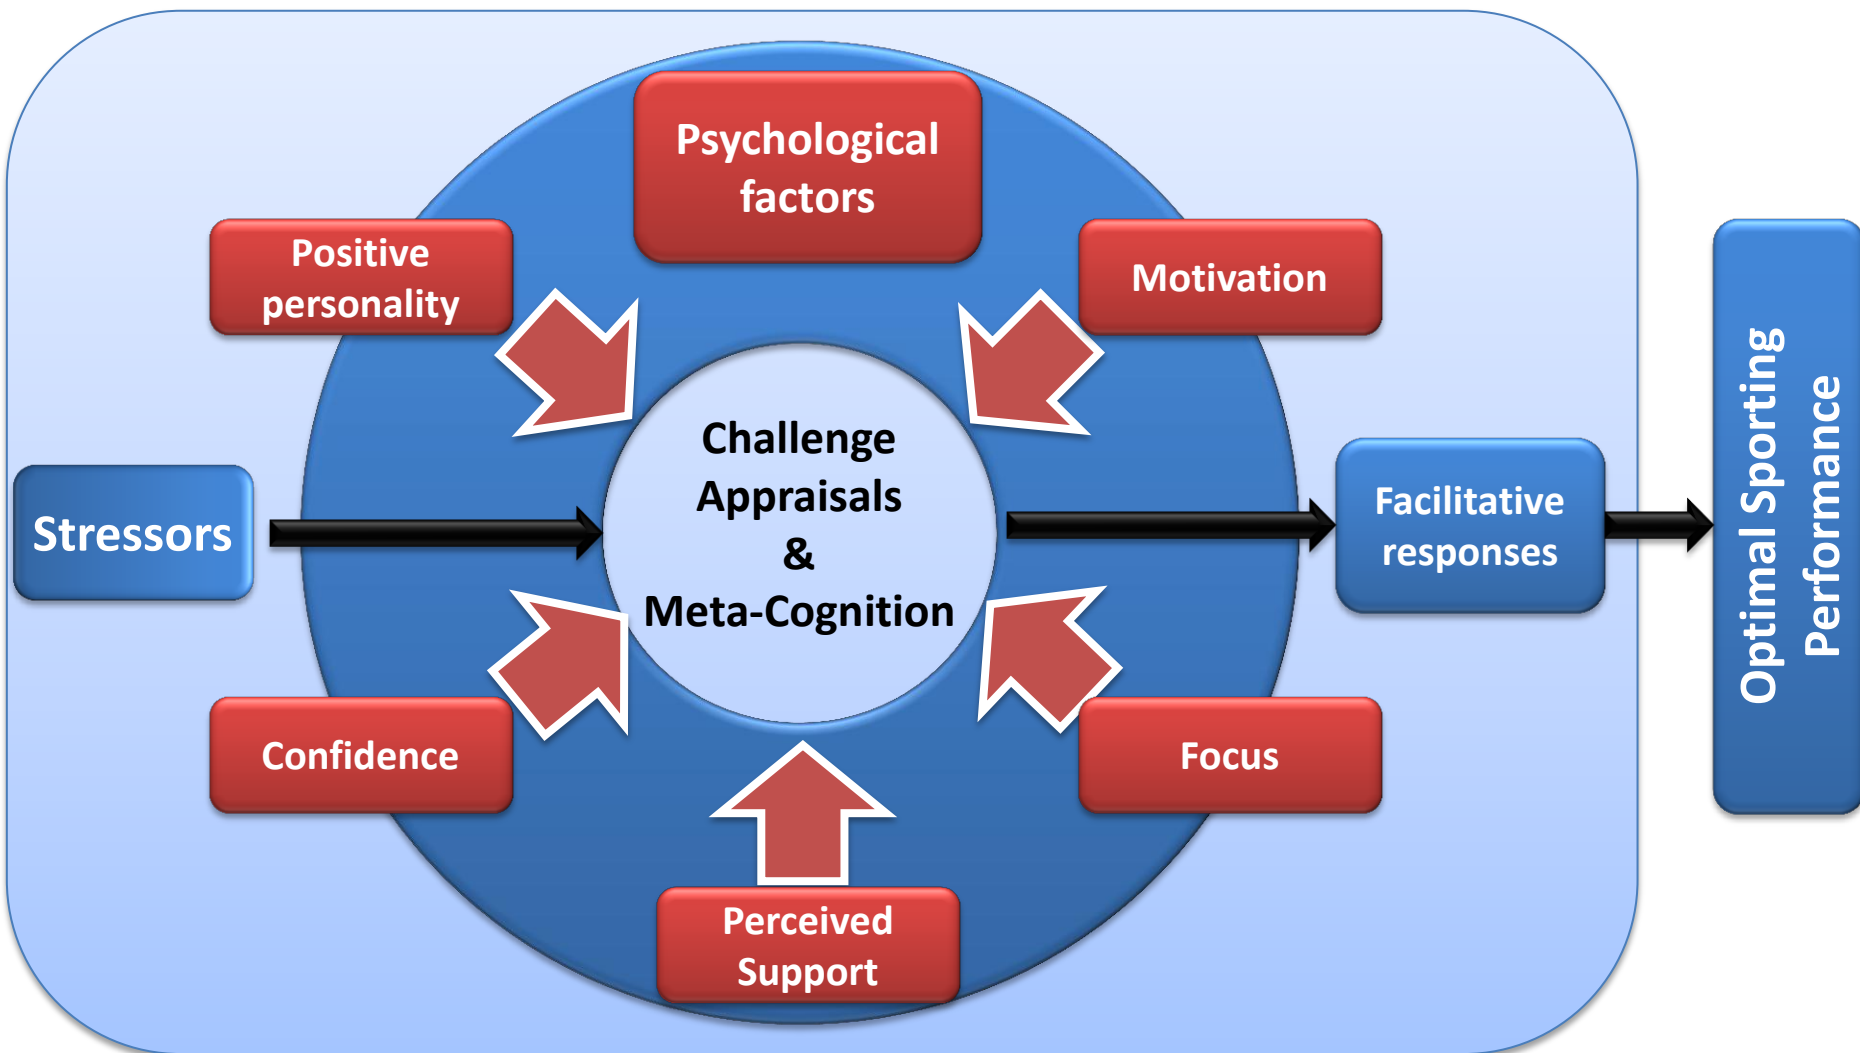 Psychological
factors
Positive
personality
Motivation
Challenge
Appraisals
&
Meta-Cognition
Stressors
Facilitative
responses
Optimal Sporting
Performance
Confidence
Focus
Perceived
Support